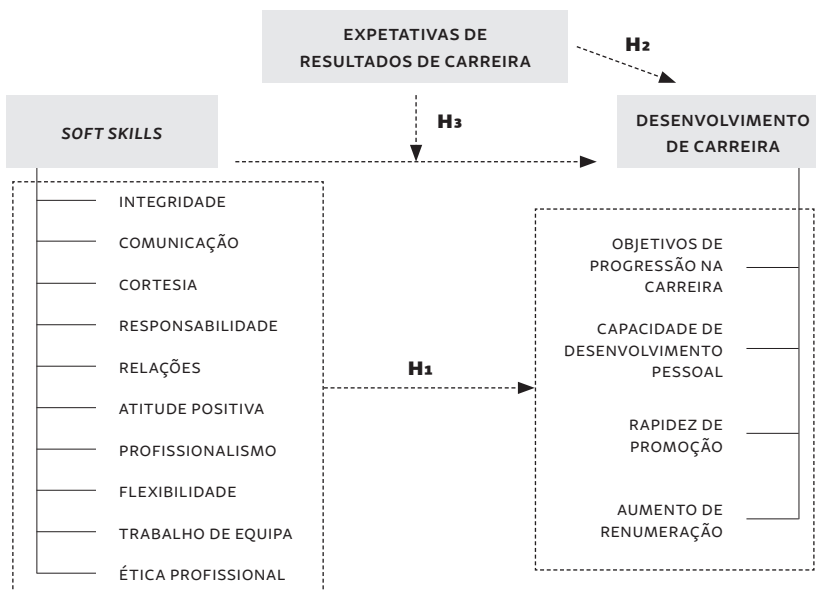 EXPETATIVAS DE
RESULTADOS DE CARREIRA
H2
H3
SOFT SKILLS
DESENVOLVIMENTO
DE CARREIRA
INTEGRIDADE
COMUNICAÇÃO
CORTESIA
RESPONSABILIDADE
RELAÇÕES
ATITUDE POSITIVA
PROFISSIONALISMO
FLEXIBILIDADE
TRABALHO DE EQUIPA
ÉTICA PROFISSIONAL
H1
OBJETIVOS DE
PROGRESSÃO NA
CARREIRA
CAPACIDADE DE
DESENVOLVIMENTO
PESSOAL
RAPIDEZ DE
PROMOÇÃO
AUMENTO DE
RENUMERAÇÃO